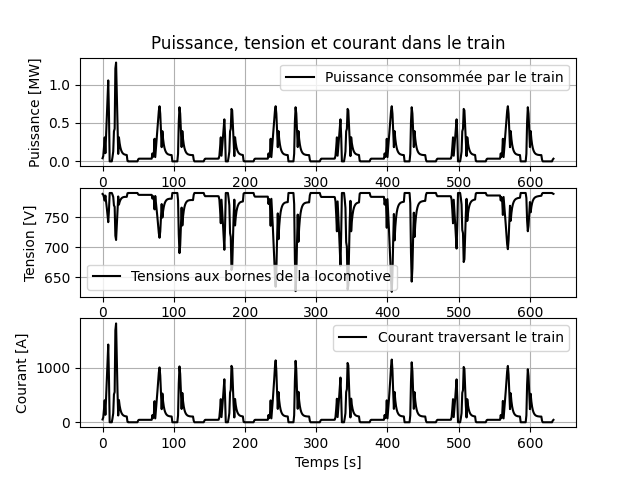 Puissance, tension et courant dans le train
Puissance [MW]
1.0
0.5
0.0
Puissance consommée par le train
0 100 200 300 400 500 600
Tension [V]
750
700
650
Tensions aux bornes de la locomotive
0 100 200 300 400 500 600
Courant [A]
1000
0
Courant traversant le train
0 100 200 300 400 500 600
Temps [s]